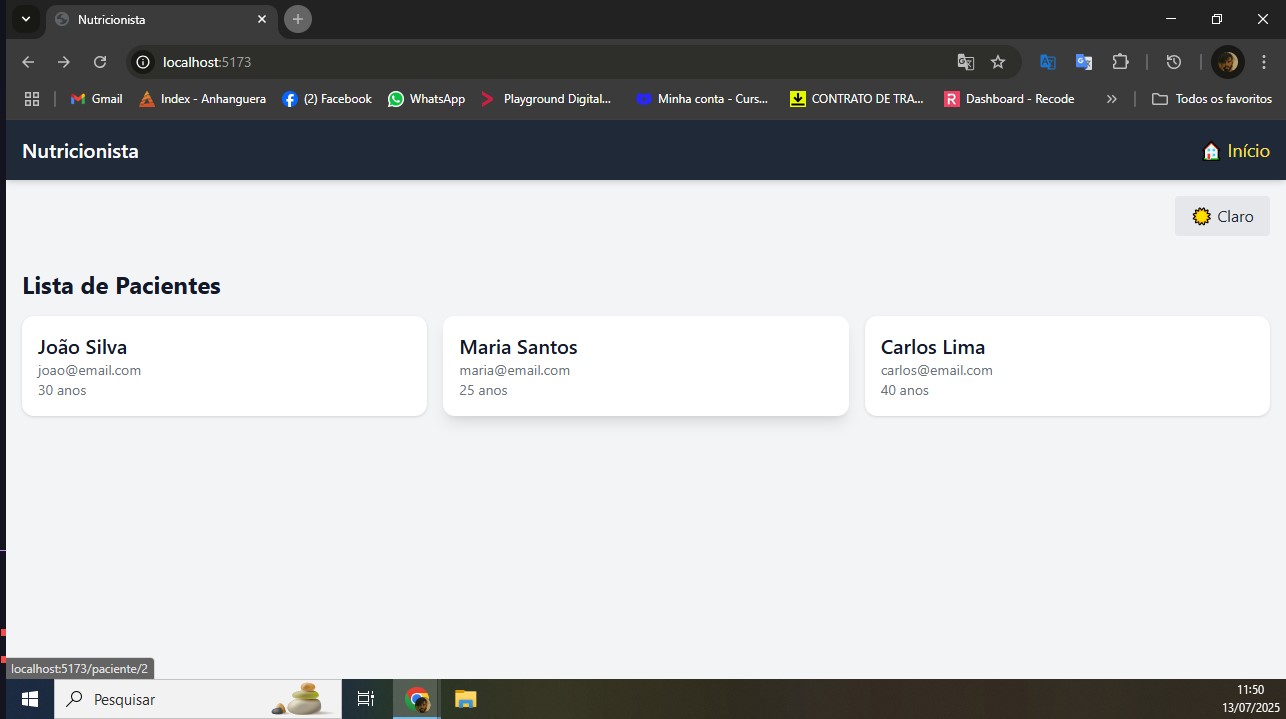 Nutricionista
localhost:5173
Gmail
Index - Anhanguera
(2) Facebook
WhatsApp
Playground Digital...
Minha conta - Curs...
CONTRATO DE TRA...
R Dashboard - Recode
Todos os favoritos
Nutricionista
Início
Claro
Lista de Pacientes
João Silva
joao@email.com
30 anos
Maria Santos
maria@email.com
25 anos
Carlos Lima
carlos@email.com
40 anos
localhost:5173/paciente/2
Pesquisar
11:50
13/07/2025